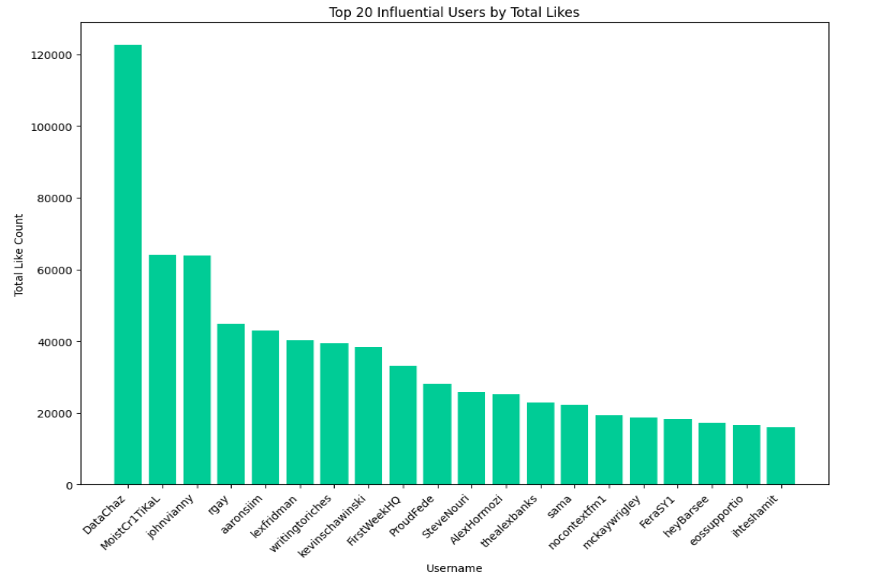 Top 20 Influential Users by Total Likes
120000
100000
80000
60000
40000
20000
0
Total Like Count
DataChaz
MoistCr1TiKaL
johnvianny
rgay
aaronsiim
lexfridman
writingtoriches
kevinschawinski
FirstWeekHQ
ProudFede
SteveNouri
AlexHormozi
thealexbanks
sama
nocontextfm1
mckaywrigley
FeraSY1
heyBarsee
eossupportio
ihteshamit
Username